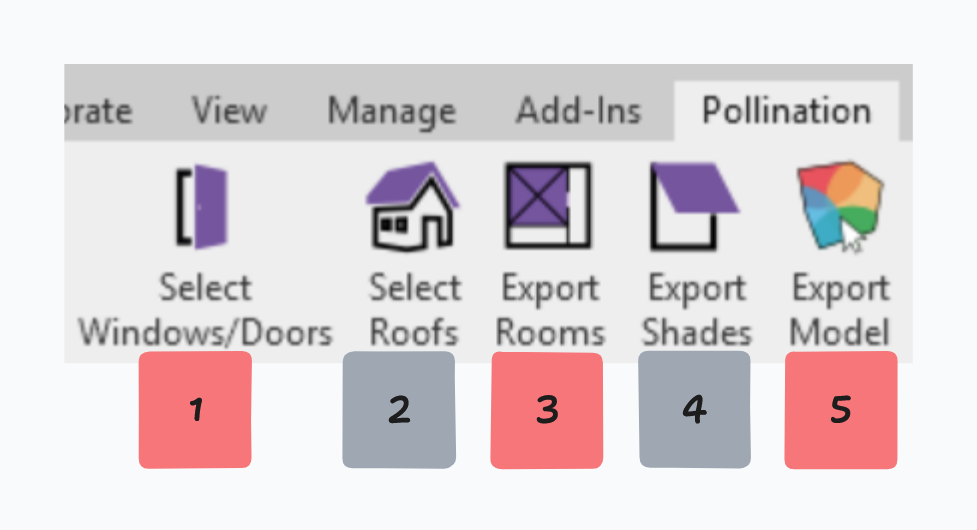 orate View Manage Add-Ins Pollination
Select Select Export Export Export
Windows/Doors Roofs Rooms Shades Model
1 2 3 4 5